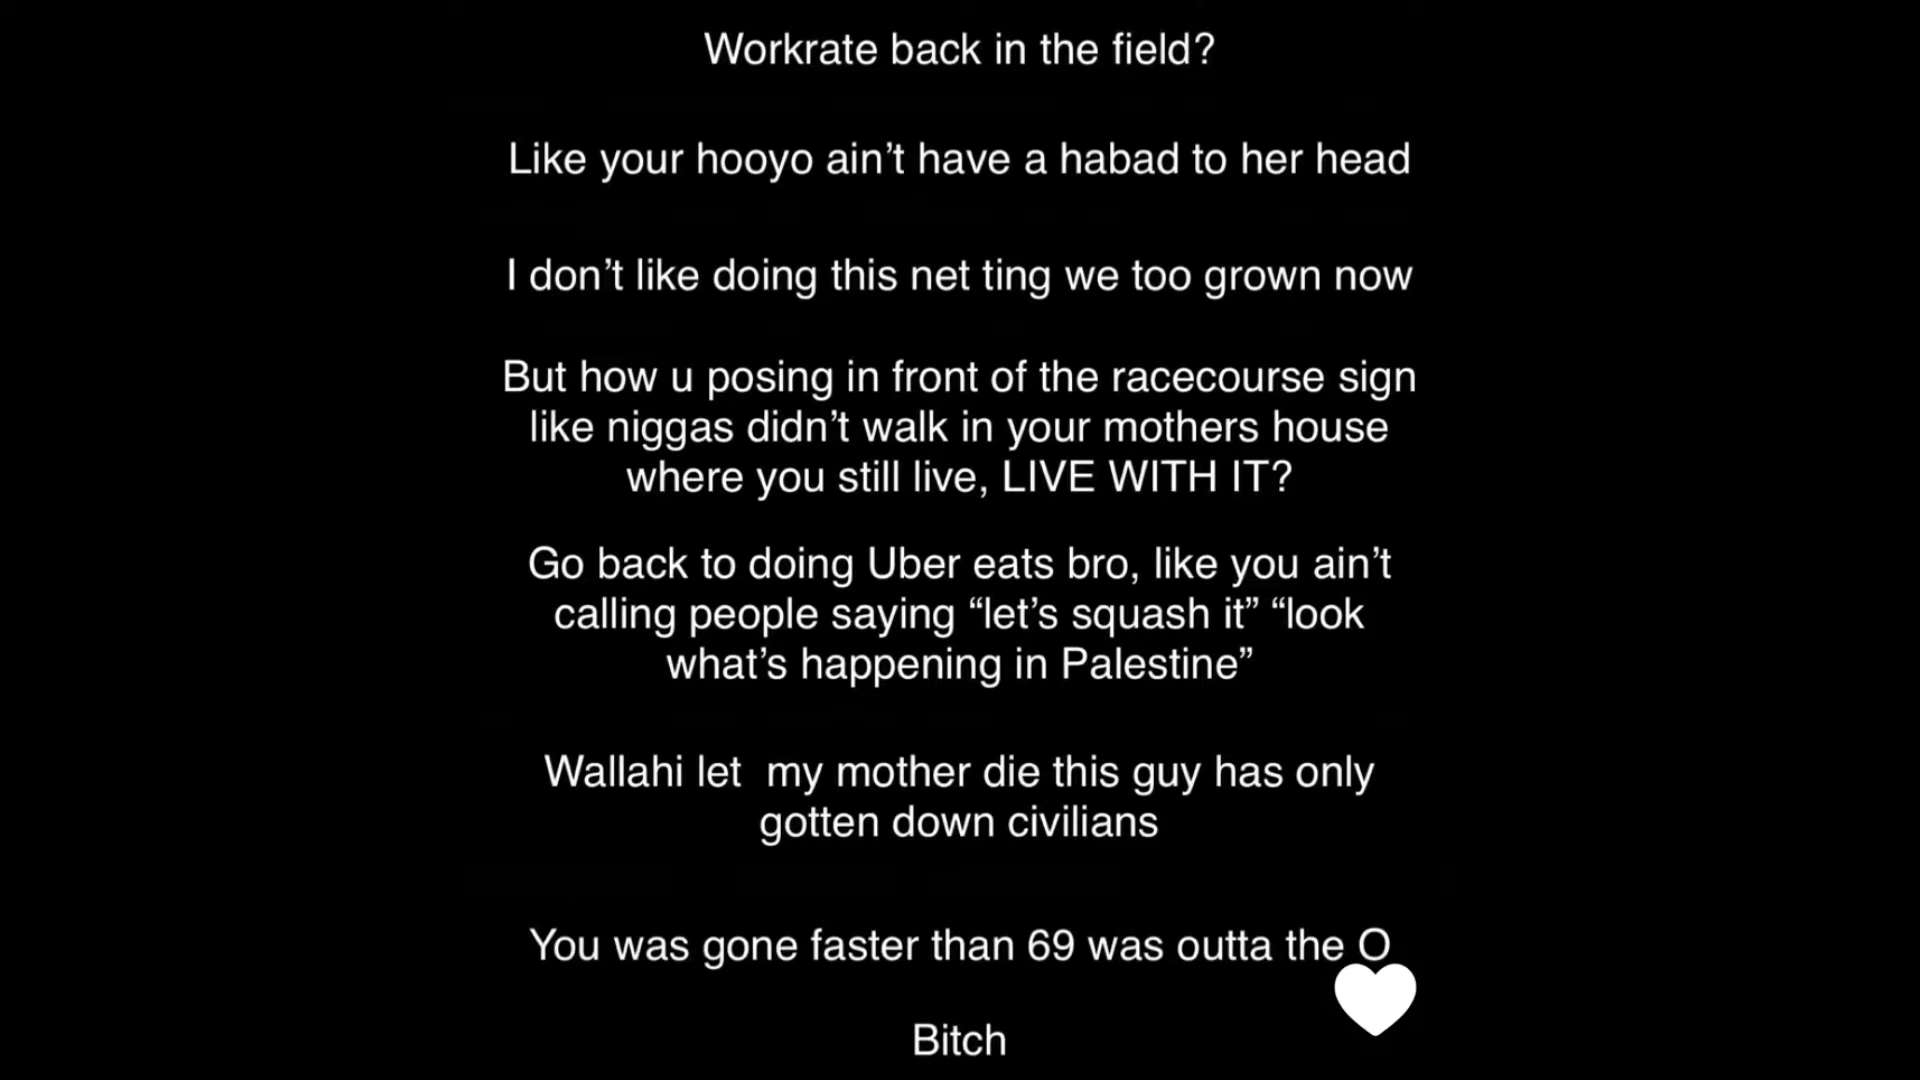 Workrate back in the field?
Like your hooyo ain’t have a habad to her head
I don’t like doing this net ting we too grown now
But how u posing in front of the racecourse sign
like niggas didn’t walk in your mothers house
where you still live, LIVE WITH IT?
Go back to doing Uber eats bro, like you ain’t
calling people saying “let’s squash it” “look
what’s happening in Palestine”
Wallahi let  my mother die this guy has only
gotten down civilians
You was gone faster than 69 was outta the O
Bitch